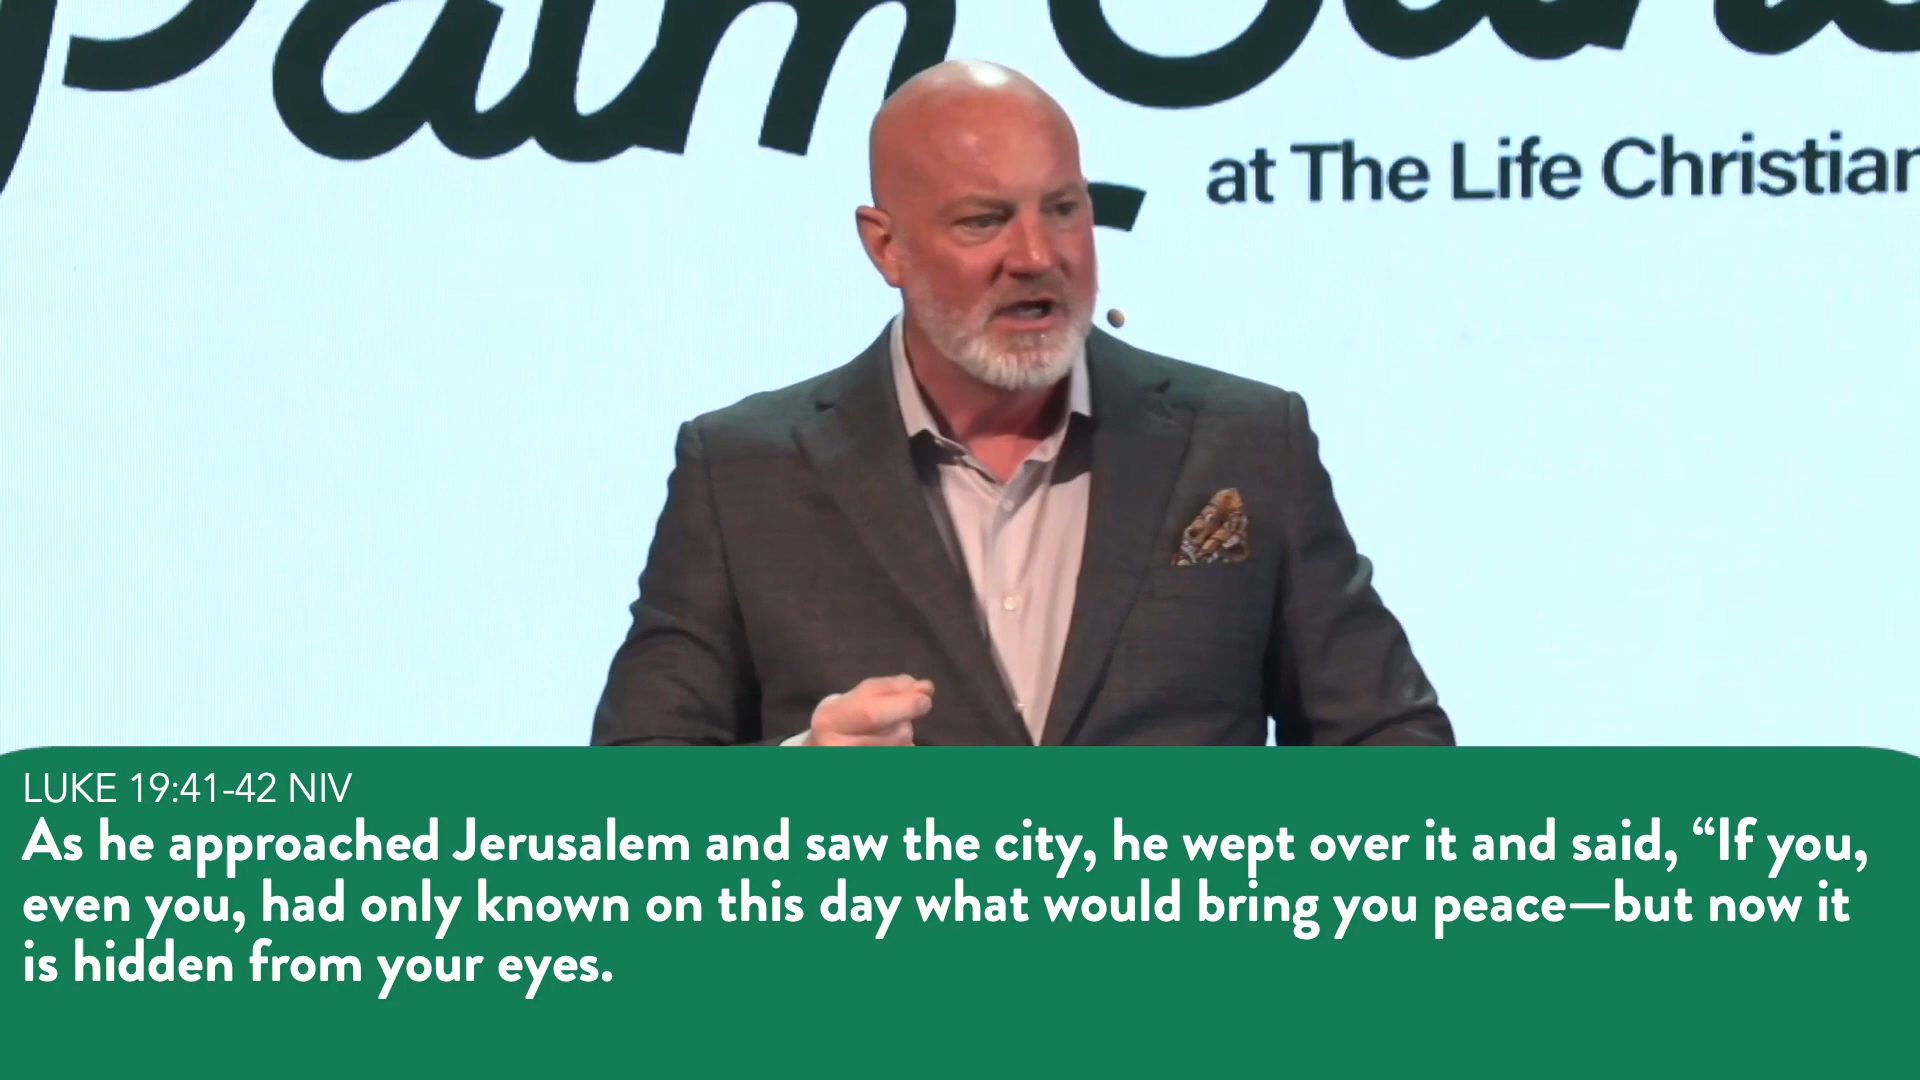 Palm Sund
at The Life Christian
LUKE 19:41-42 NIV
As he approached Jerusalem and saw the city, he wept over it and said, “If you,
even you, had only known on this day what would bring you peace—but now it
is hidden from your eyes.